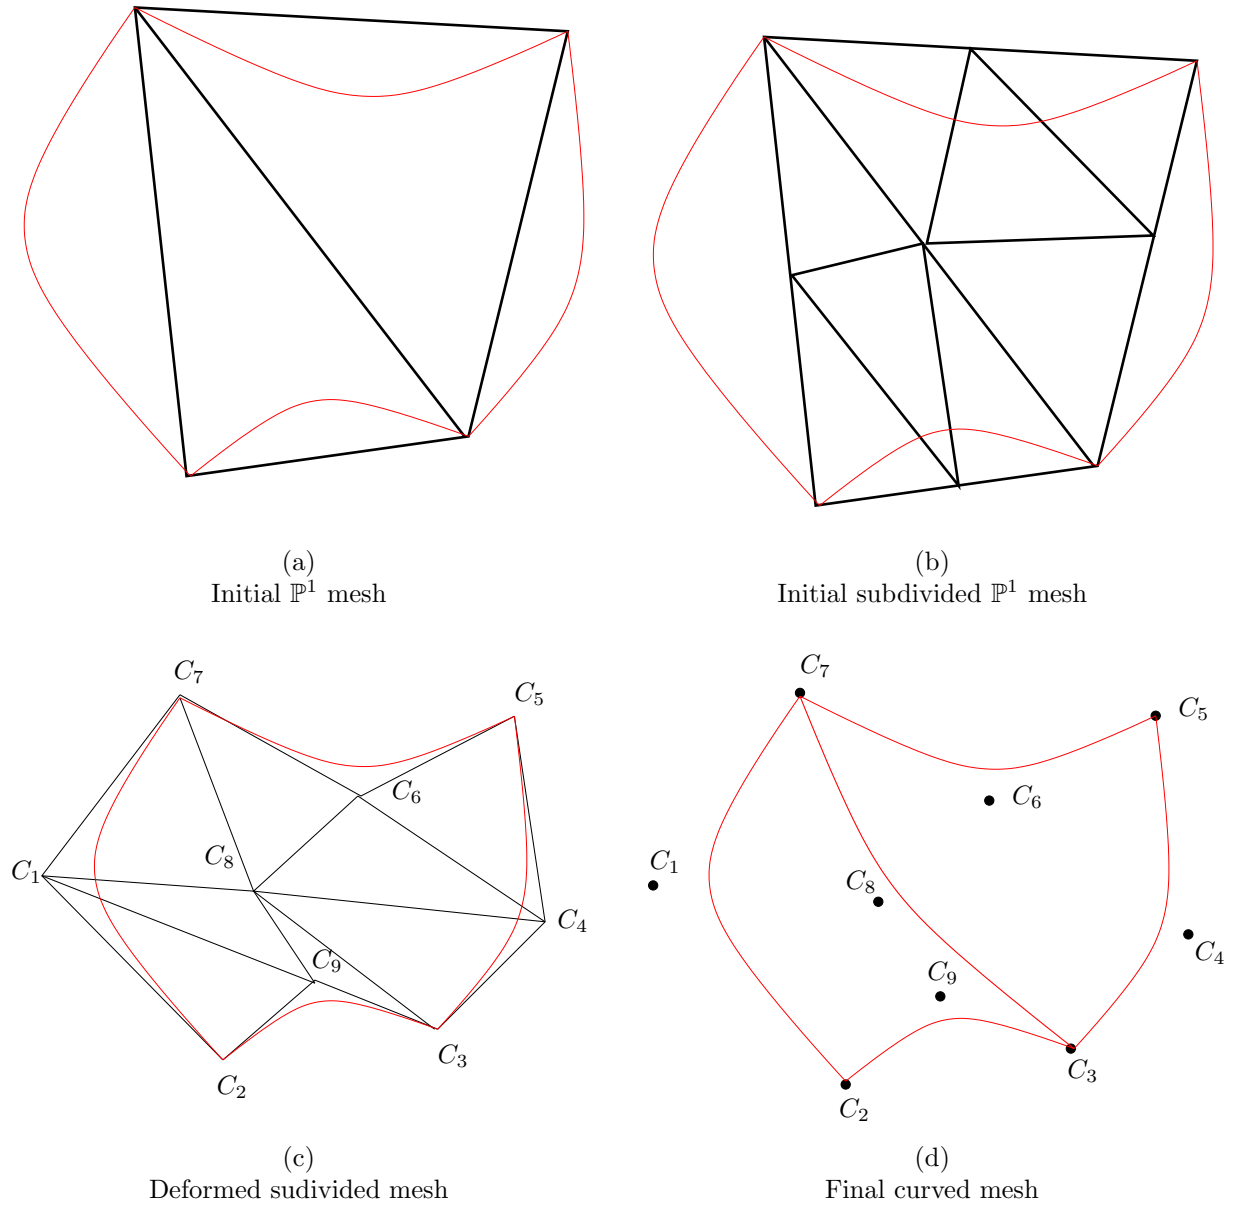 (a)
Initial ℙ¹ mesh
(b)
Initial subdivided ℙ¹ mesh
C₇
C₅
C₆
C₈
C₁
C₄
C₉
C₃
C₂
(c)
Deformed sudivided mesh
C₇
C₅
C₆
C₁
C₈
C₄
C₉
C₃
C₂
(d)
Final curved mesh